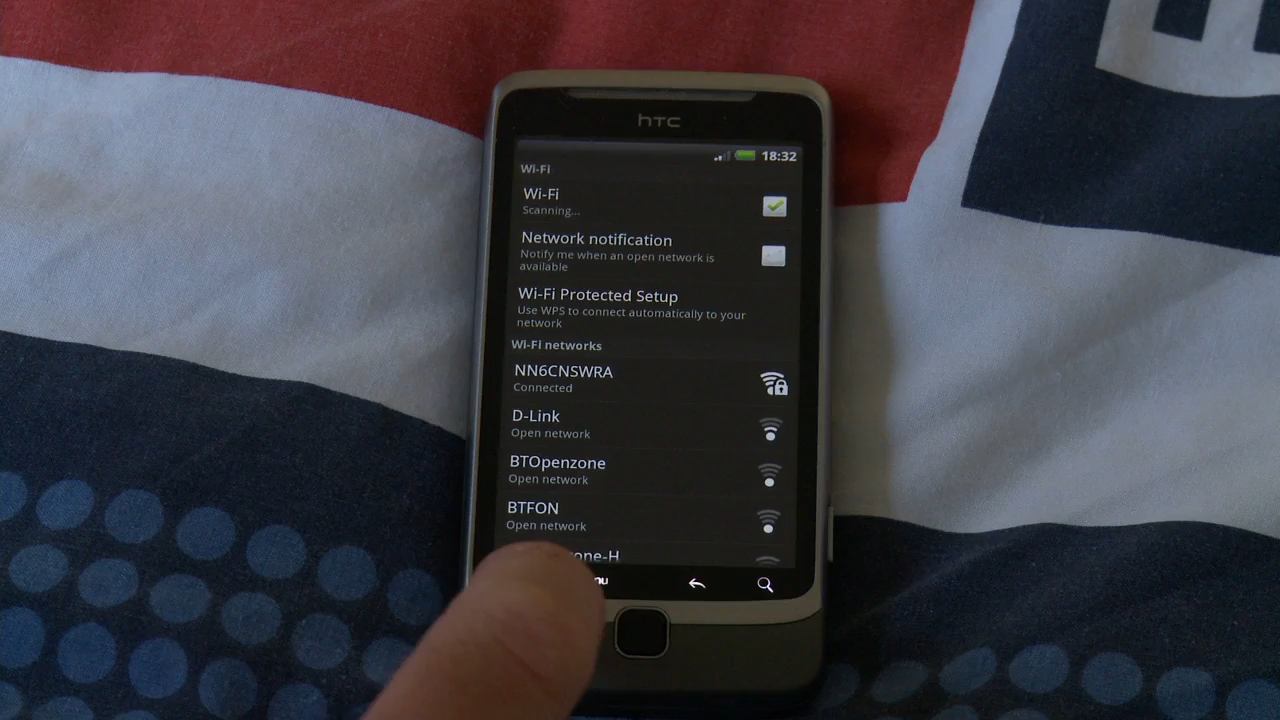 hTC
18:32
Wi-Fi
Wi-Fi
Scanning...
Network notification
Notify me when an open network is
available
Wi-Fi Protected Setup
Use WPS to connect automatically to your
network
Wi-Fi networks
NN6CNSWRA
Connected
D-Link
Open network
BTOpenzone
Open network
BTFON
Open network